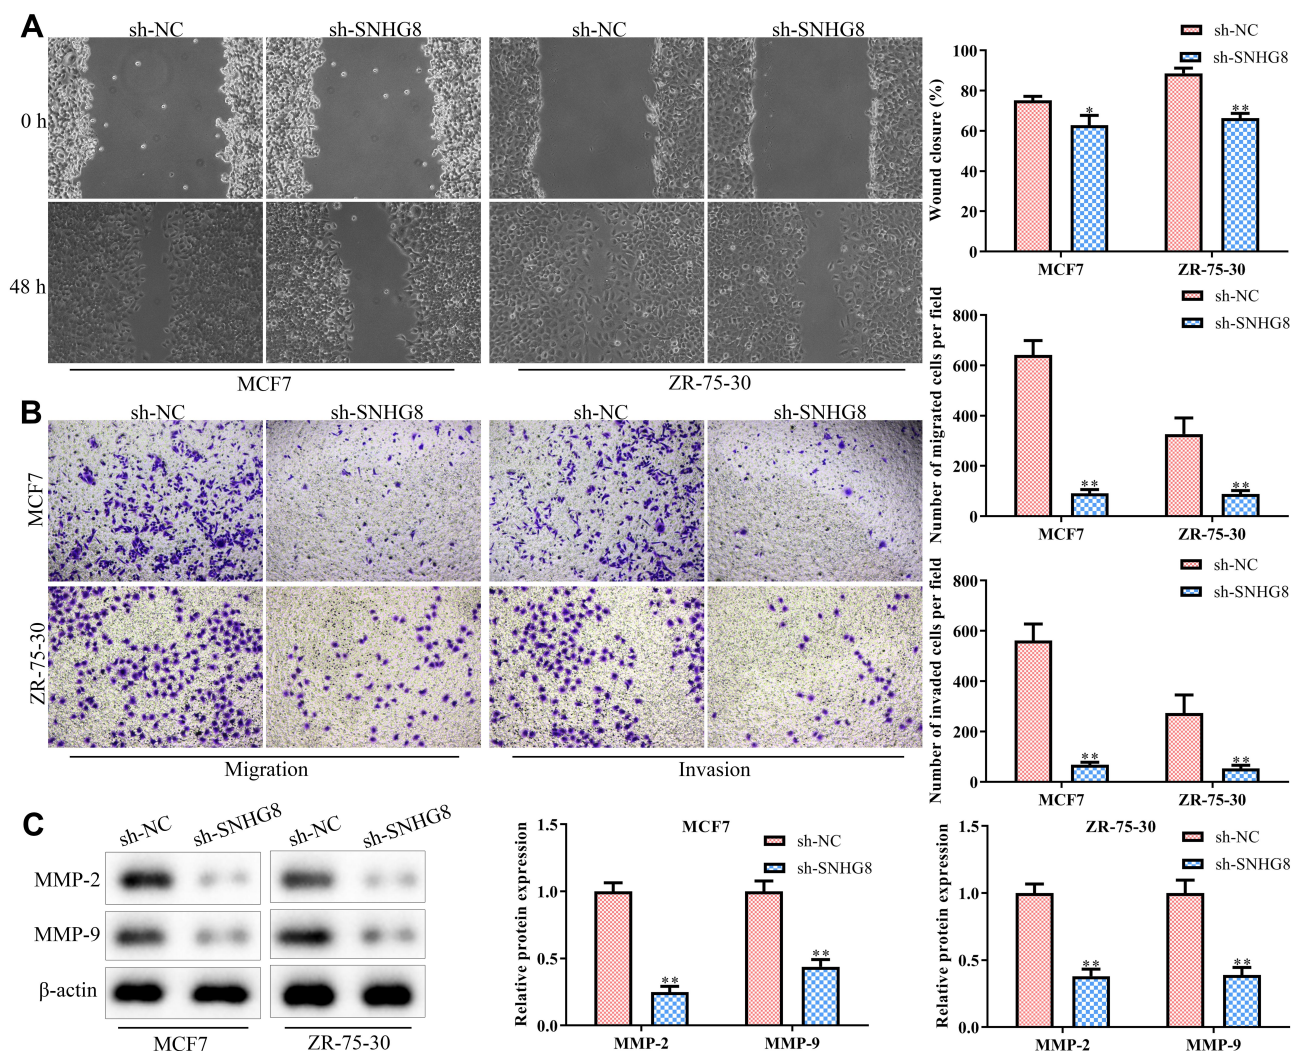 A
sh-NC
sh-SNHG8
sh-NC
sh-SNHG8
0 h
48 h
MCF7
ZR-75-30
sh-NC
sh-SNHG8
Wound closure (%)
100
80
60
40
20
0
*
**
MCF7
ZR-75-30
B
sh-NC
sh-SNHG8
sh-NC
sh-SNHG8
MCF7
ZR-75-30
Migration
Invasion
sh-NC
sh-SNHG8
Number of migrated cells per field
800
600
400
200
0
**
**
MCF7
ZR-75-30
sh-NC
sh-SNHG8
Number of invaded cells per field
800
600
400
200
0
**
**
MCF7
ZR-75-30
C
sh-NC
sh-SNHG8
sh-NC
sh-SNHG8
MMP-2
MMP-9
β-actin
MCF7
ZR-75-30
MCF7
sh-NC
sh-SNHG8
Relative protein expression
1.5
1.0
0.5
0.0
**
**
MMP-2
MMP-9
ZR-75-30
sh-NC
sh-SNHG8
Relative protein expression
1.5
1.0
0.5
0.0
**
**
MMP-2
MMP-9